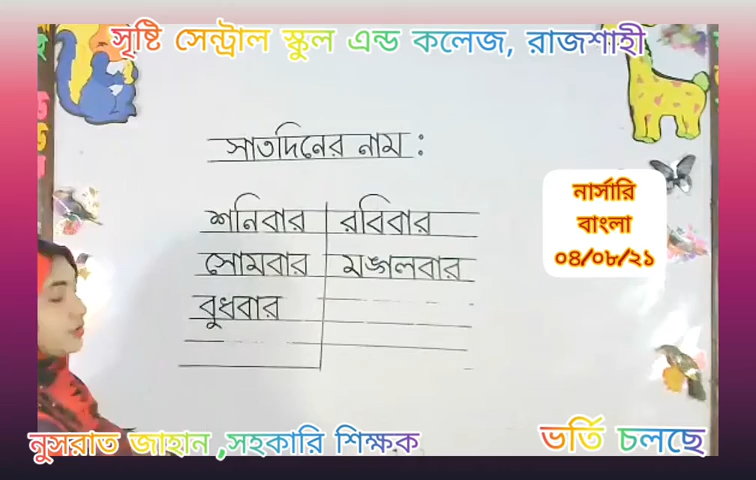 সৃষ্টি সেন্ট্রাল স্কুল এন্ড কলেজ, রাজশাহী
সাতদিনের নাম :
শনিবার রবিবার
সোমবার মঙ্গলবার
বুধবার
নার্সারি
বাংলা
০৪/০৮/২১
নুসরাত জাহান ,সহকারি শিক্ষক
ভর্তি চলছে